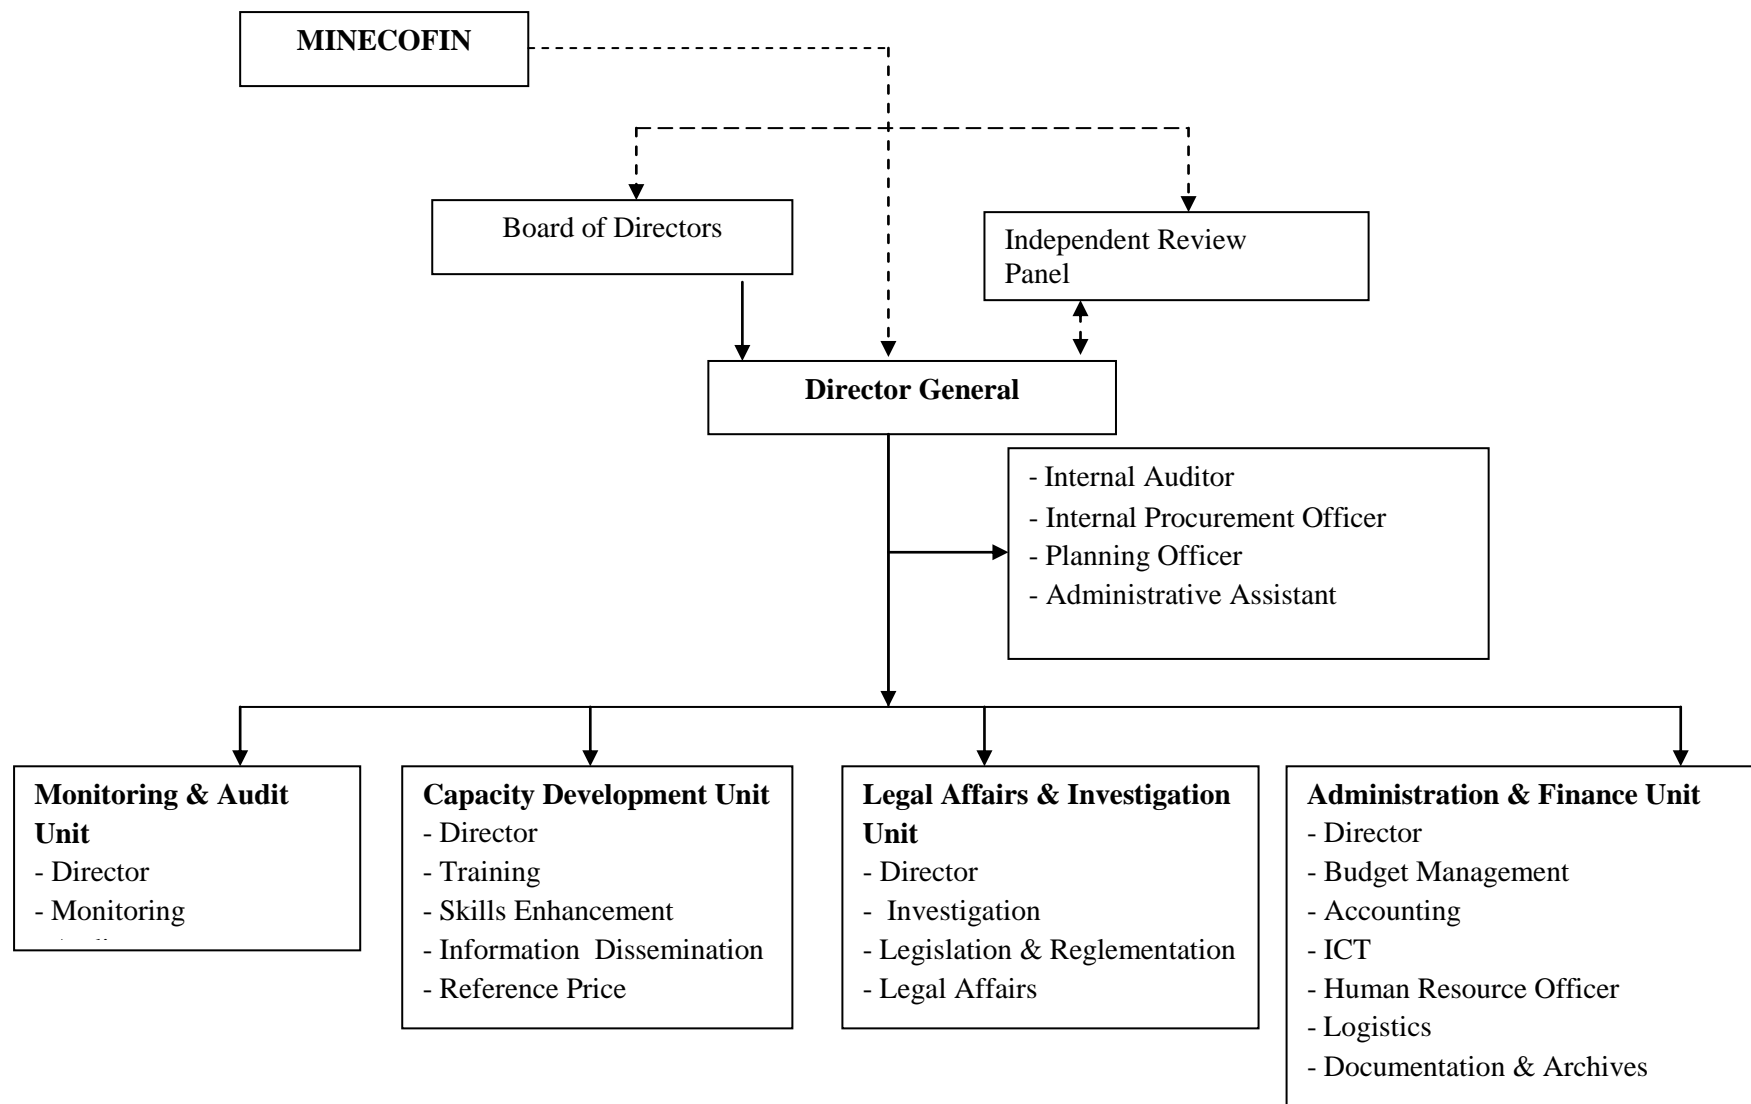 MINECOFIN
Board of Directors
Independent Review
Panel
Director General
- Internal Auditor
- Internal Procurement Officer
- Planning Officer
- Administrative Assistant
Monitoring & Audit
Unit
- Director
- Monitoring
Capacity Development Unit
- Director
- Training
- Skills Enhancement
- Information  Dissemination
- Reference Price
Legal Affairs & Investigation
Unit
- Director
-  Investigation
- Legislation & Reglementation
- Legal Affairs
Administration & Finance Unit
- Director
- Budget Management
- Accounting
- ICT
- Human Resource Officer
- Logistics
- Documentation & Archives